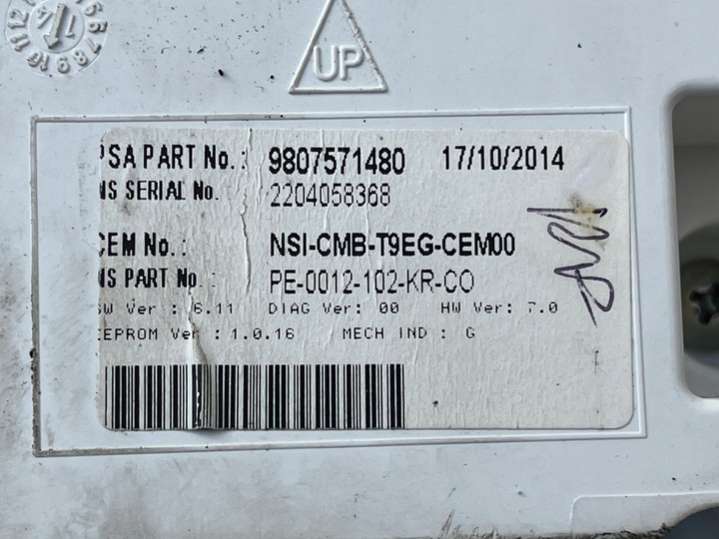 UP
PSA PART No.: 9807571480 17/10/2014
NS SERIAL No. 2204058368
CEM No.: NSI-CMB-T9EG-CEM00
NS PART No.: PE-0012-102-KR-CO
SW Ver : 6.11 DIAG Ver: 00 HW Ver: 7.0
EEPROM Ver : 1.0.16 MECH IND : G